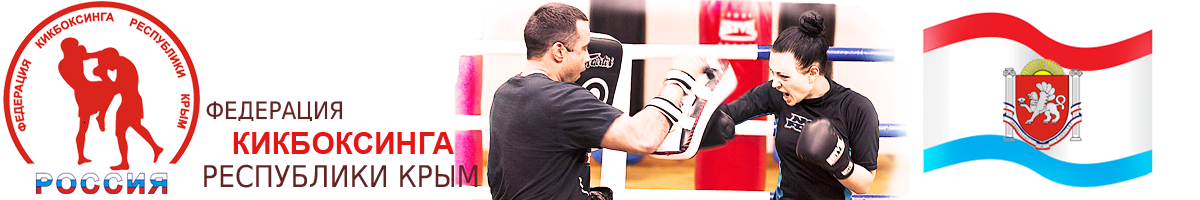 ФЕДЕРАЦИЯ КИКБОКСИНГА РЕСПУБЛИКИ КРЫМ
РОССИЯ
ФЕДЕРАЦИЯ
КИКБОКСИНГА
РЕСПУБЛИКИ КРЫМ